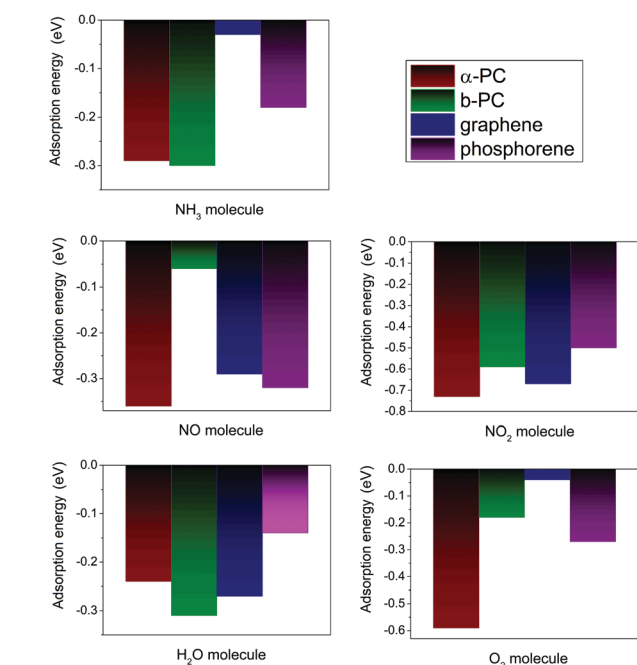 Adsorption energy (eV)
0.0
-0.1
-0.2
-0.3
NH₃ molecule
α-PC
b-PC
graphene
phosphorene
Adsorption energy (eV)
0.0
-0.1
-0.2
-0.3
NO molecule
Adsorption energy (eV)
-0.0
-0.1
-0.2
-0.3
-0.4
-0.5
-0.6
-0.7
-0.8
NO₂ molecule
Adsorption energy (eV)
0.0
-0.1
-0.2
-0.3
H₂O molecule
Adsorption energy (eV)
0.0
-0.1
-0.2
-0.3
-0.4
-0.5
-0.6
O₂ molecule